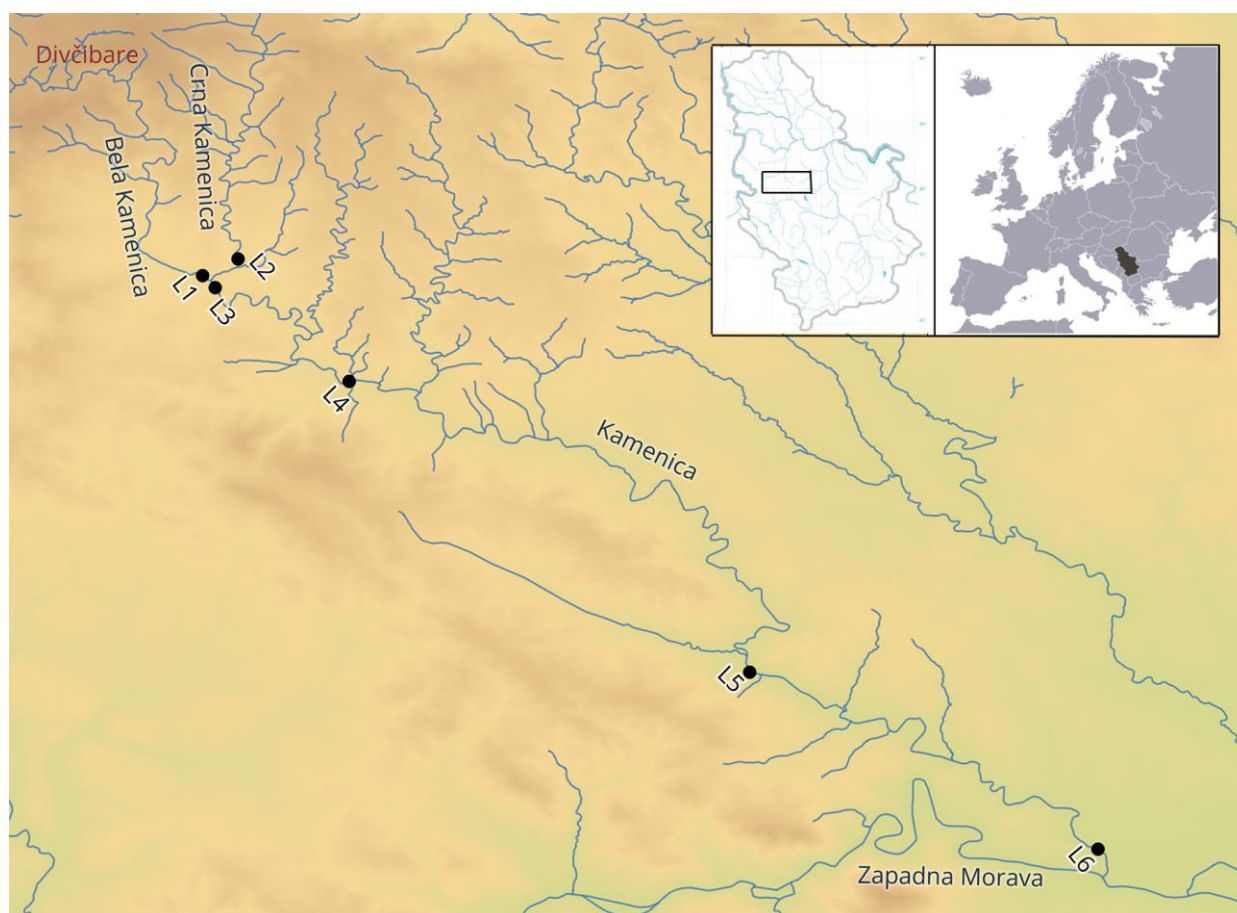 Divčibare
Crna Kamenica
Bela Kamenica
L2
L1
L3
L4
Kamenica
L5
L6
Zapadna Morava